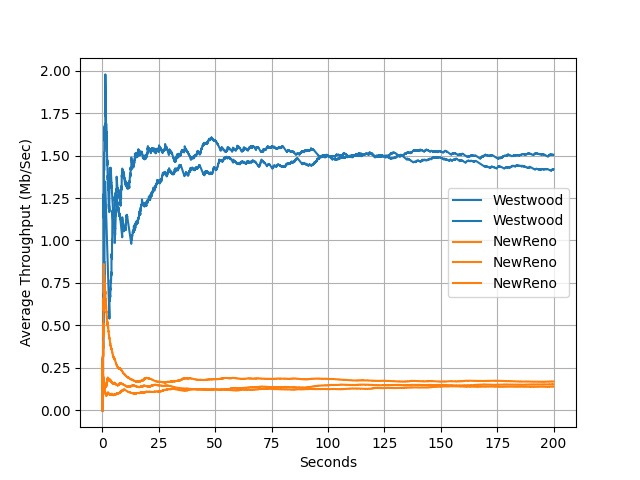 2.00
1.75
1.50
1.25
1.00
0.75
0.50
0.25
0.00
Average Throughput (Mb/Sec)
Westwood
Westwood
NewReno
NewReno
NewReno
0 25 50 75 100 125 150 175 200
Seconds